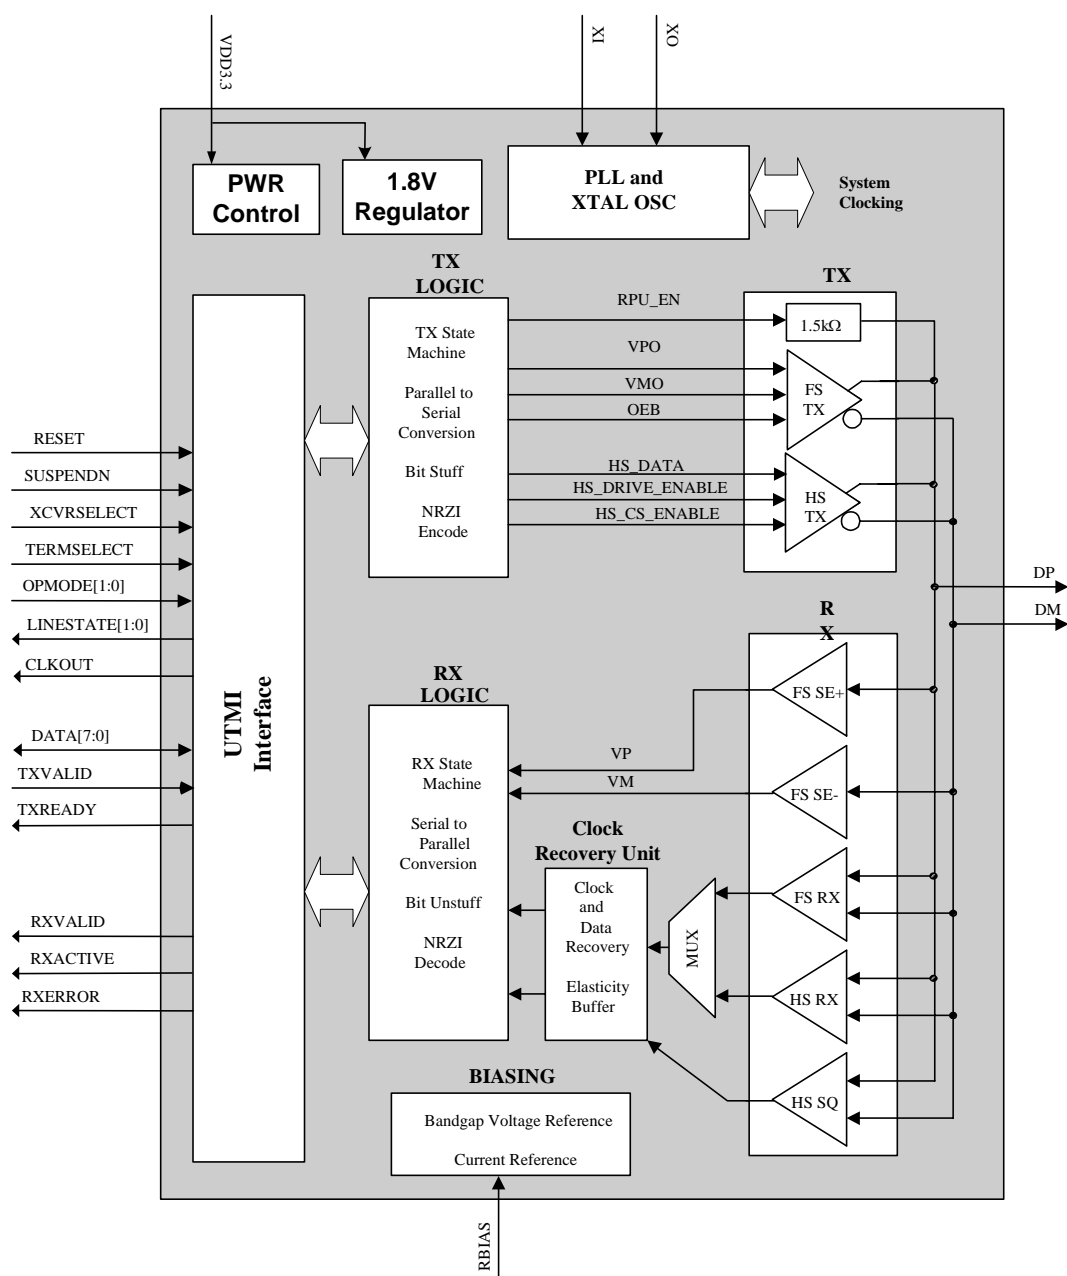 VDD3.3
XI
XO
PWR
Control
1.8V
Regulator
PLL and
XTAL OSC
System
Clocking
TX
LOGIC
TX State
Machine
Parallel to
Serial
Conversion
Bit Stuff
NRZI
Encode
RPU_EN
VPO
VMO
OEB
HS_DATA
HS_DRIVE_ENABLE
HS_CS_ENABLE
TX
1.5kΩ
FS
TX
HS
TX
DP
DM
RESET
SUSPENDN
XCVRSELECT
TERMSELECT
OPMODE[1:0]
LINESTATE[1:0]
CLKOUT
DATA[7:0]
TXVALID
TXREADY
RXVALID
RXACTIVE
RXERROR
UTMI
Interface
RX
LOGIC
RX State
Machine
Serial to
Parallel
Conversion
Bit Unstuff
NRZI
Decode
VP
VM
Clock
Recovery Unit
Clock
and
Data
Recovery
Elasticity
Buffer
MUX
R
X
FS SE+
FS SE-
FS RX
HS RX
HS SQ
BIASING
Bandgap Voltage Reference
Current Reference
RBIAS